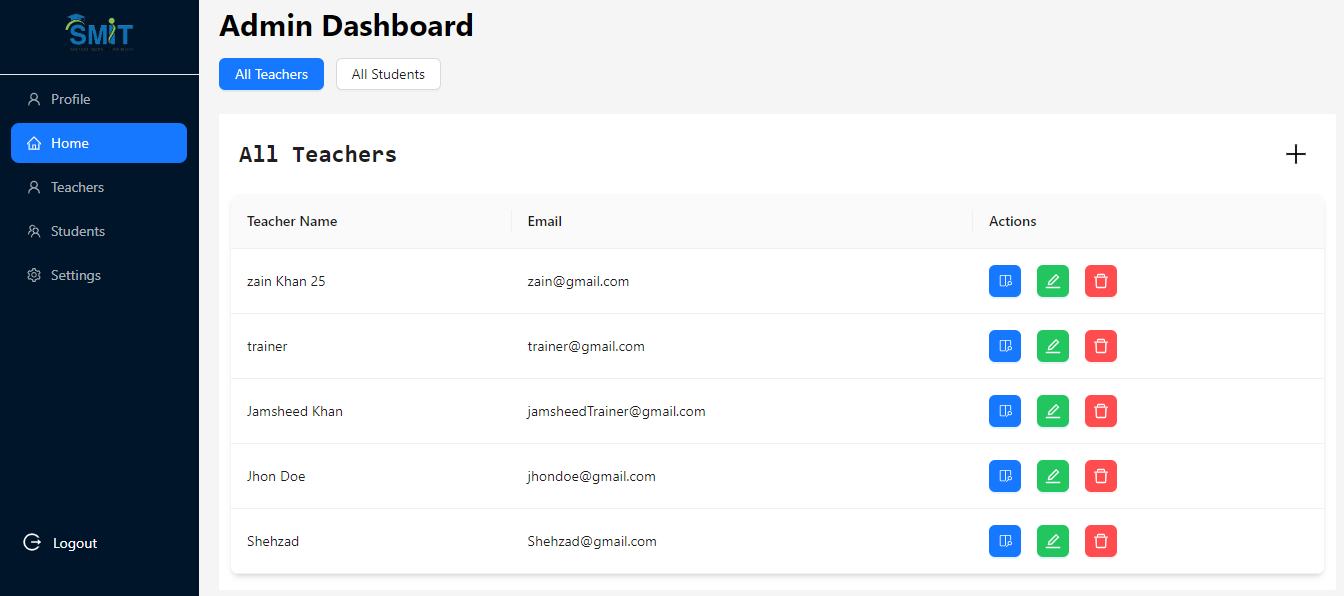 SMIT
Profile
Home
Teachers
Students
Settings
Logout
Admin Dashboard
All Teachers All Students
All Teachers
Teacher Name Email Actions
zain Khan 25 zain@gmail.com
trainer trainer@gmail.com
Jamsheed Khan jamsheedTrainer@gmail.com
Jhon Doe jhondoe@gmail.com
Shehzad Shehzad@gmail.com